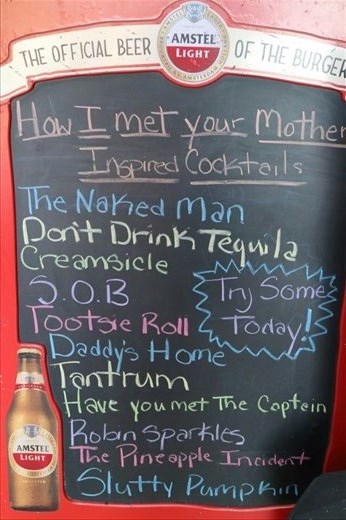 THE OFFICIAL BEER AMSTEL LIGHT OF THE BURGER
How I met your Mother
Inspired Cocktails
The Naked Man
Don't Drink Tequila
Creamsicle
S.O.B
Tootsie Roll
Try Some
Today!
Daddy's Home
Tantrum
Have you met The Captein
Robin Sparkles
The Pineapple Incident
Slutty Pumpkin
AMSTEL
LIGHT